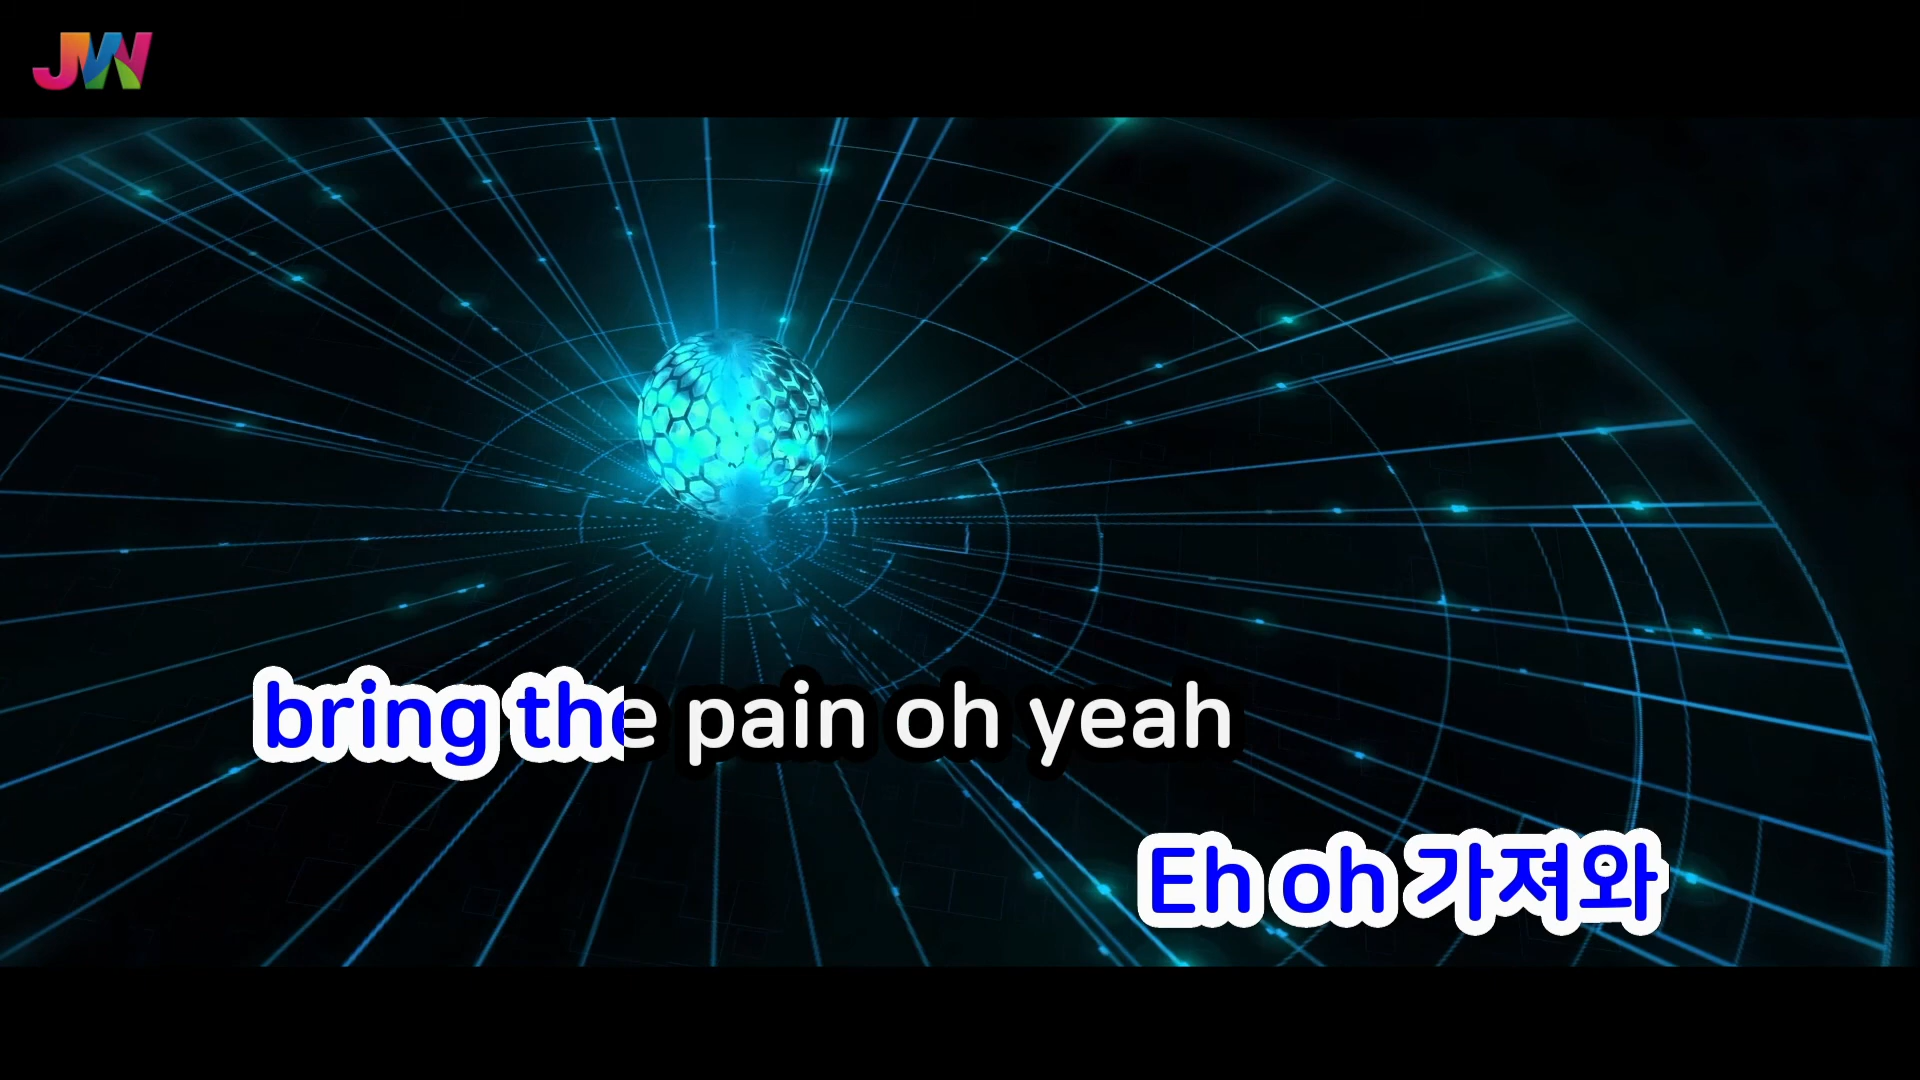 JW
bring the pain oh yeah
Eh oh 가져와